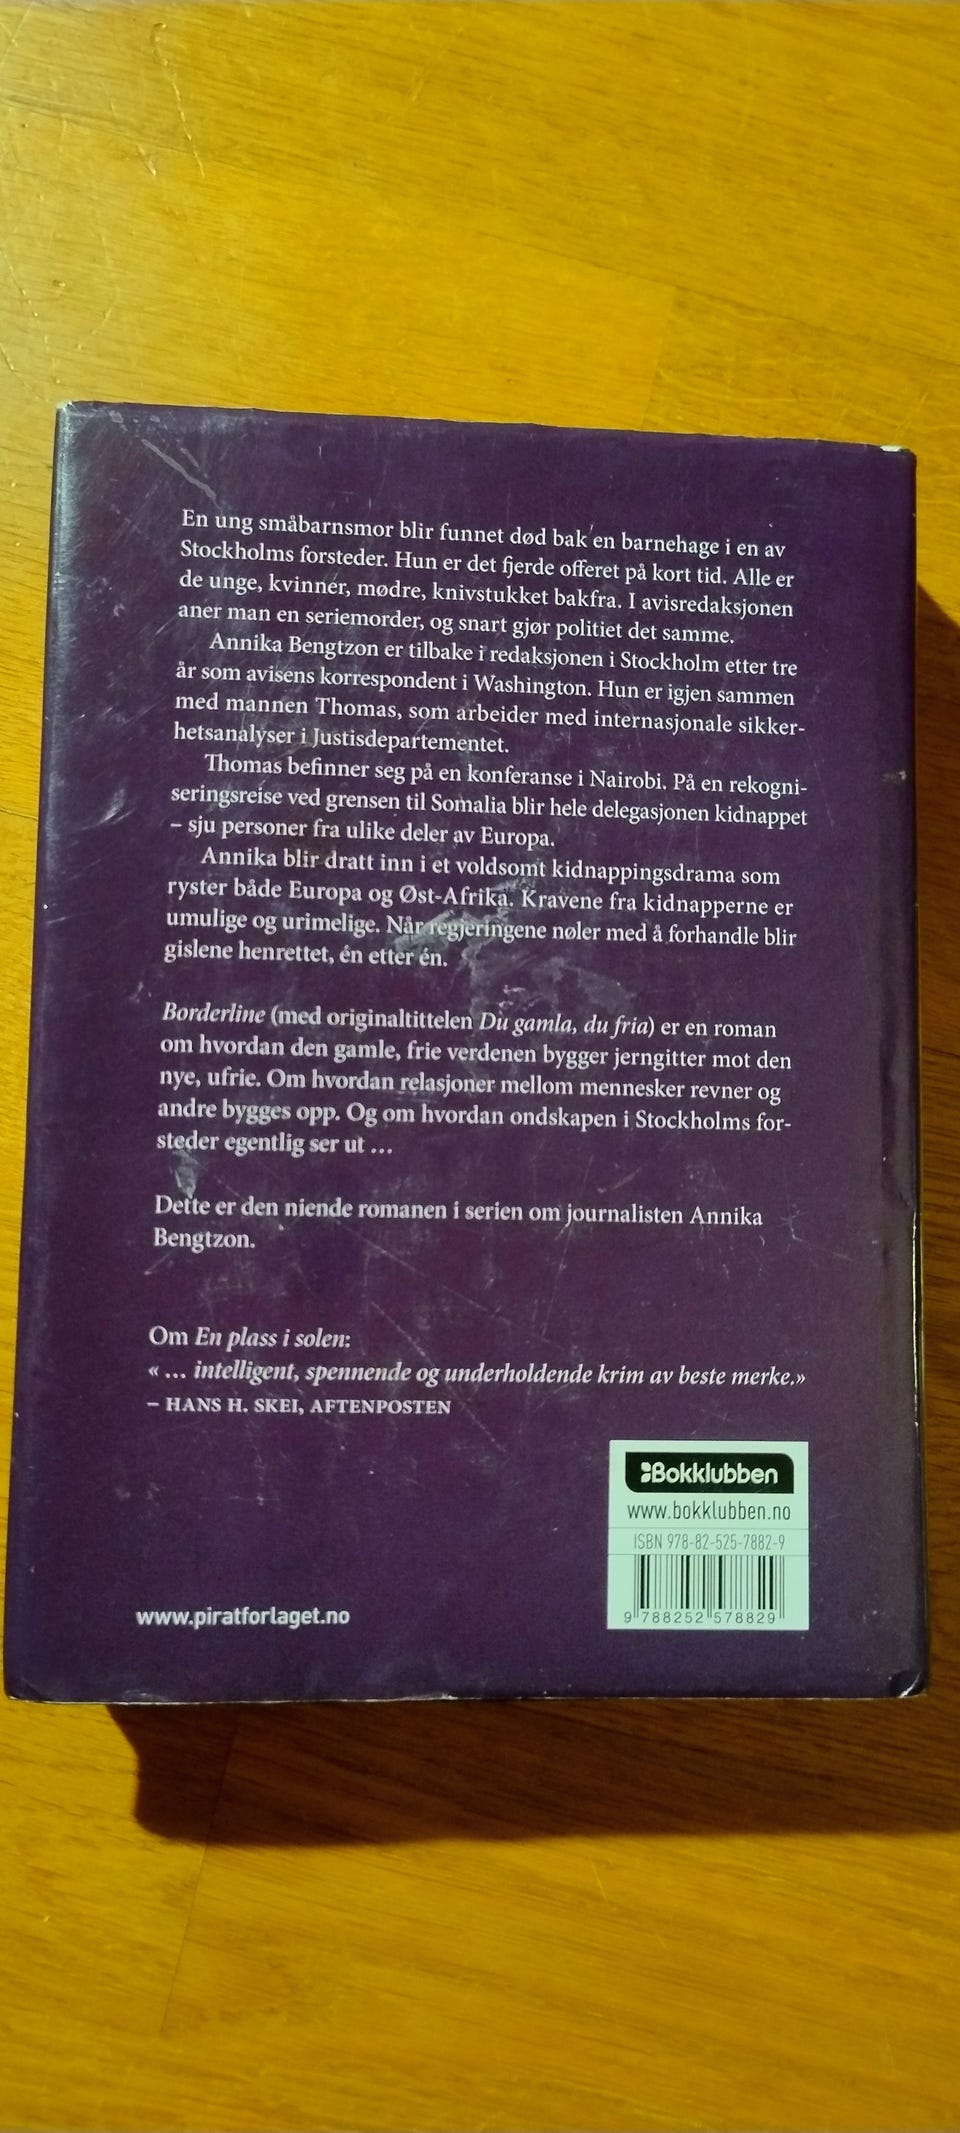 En ung småbarnsmor blir funnet død bak en barnehage i en av
Stockholms forsteder. Hun er det fjerde offeret på kort tid. Alle er
de unge, kvinner, mødre, knivstukket bakfra. I avisredaksjonen
aner man en seriemorder, og snart gjør politiet det samme.
Annika Bengtzon er tilbake i redaksjonen i Stockholm etter tre
år som avisens korrespondent i Washington. Hun er igjen sammen
med mannen Thomas, som arbeider med internasjonale sikker-
hetsanalyser i Justisdepartementet.
Thomas befinner seg på en konferanse i Nairobi. På en rekogni-
seringsreise ved grensen til Somalia blir hele delegasjonen kidnappet
– sju personer fra ulike deler av Europa.
Annika blir dratt inn i et voldsomt kidnappingsdrama som
ryster både Europa og Øst-Afrika. Kravene fra kidnapperne er
umulige og urimelige. Når regjeringene nøler med å forhandle blir
gislene henrettet, én etter én.
Borderline (med originaltittelen Du gamla, du fria) er en roman
om hvordan den gamle, frie verdenen bygger jerngitter mot den
nye, ufrie. Om hvordan relasjoner mellom mennesker revner og
andre bygges opp. Og om hvordan ondskapen i Stockholms for-
steder egentlig ser ut ...
Dette er den niende romanen i serien om journalisten Annika
Bengtzon.
Om En plass i solen:
« ... intelligent, spennende og underholdende krim av beste merke.»
– HANS H. SKEI, AFTENPOSTEN
Bokklubben
www.bokklubben.no
ISBN 978-82-525-7882-9
9 788252 578829
www.piratforlaget.no